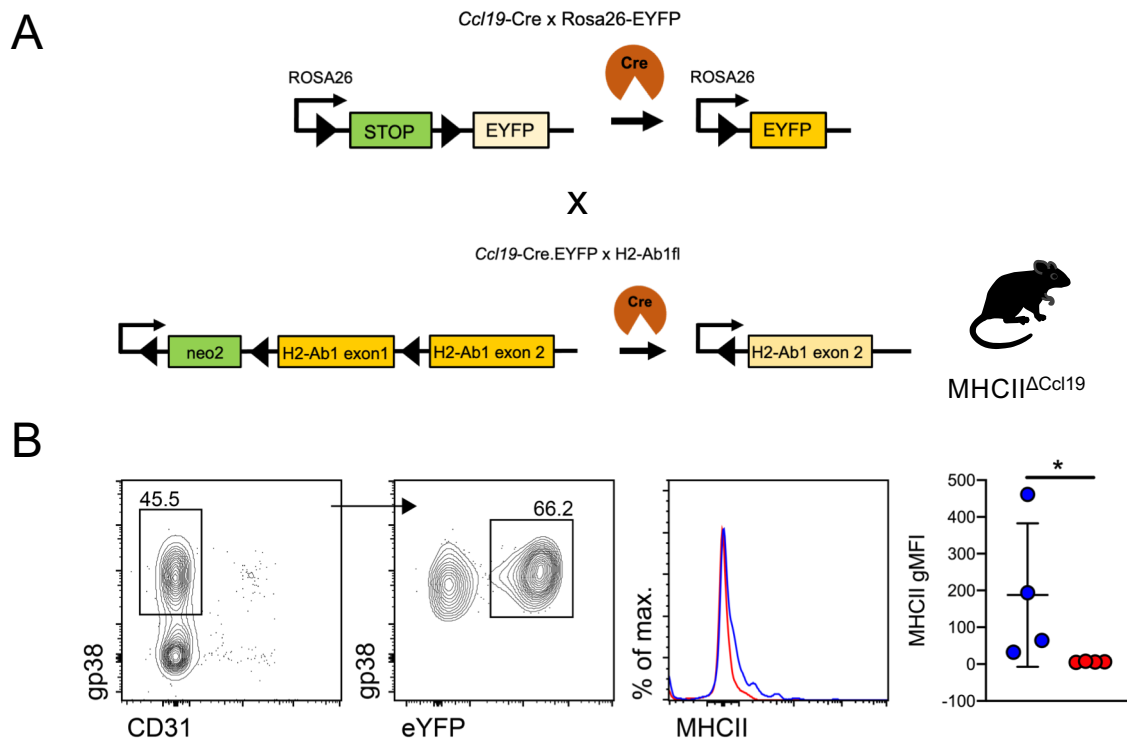 A
Ccl19-Cre x Rosa26-EYFP
ROSA26
STOP
EYFP
Cre
ROSA26
EYFP
X
Ccl19-Cre.EYFP x H2-Ab1fl
neo2
H2-Ab1 exon1
H2-Ab1 exon 2
Cre
H2-Ab1 exon 2
MHCIIΔCcl19
B
45.5
gp38
CD31
66.2
gp38
eYFP
% of max.
MHCII
*
MHCII gMFI
500
400
300
200
100
0
-100